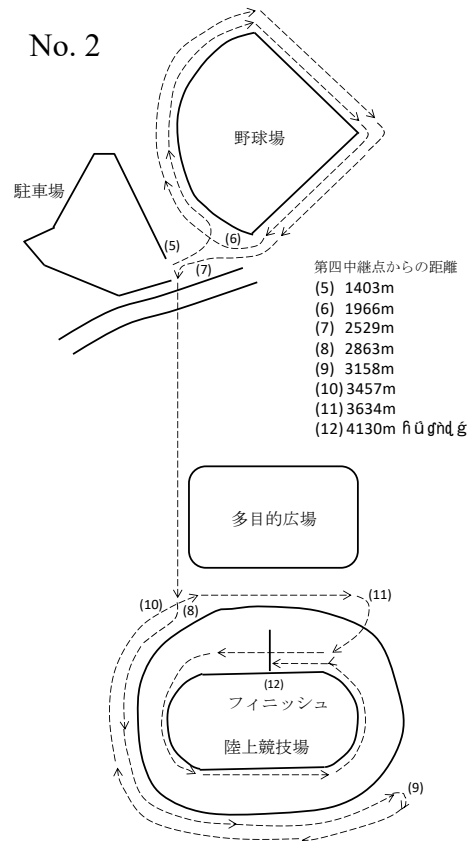 No. 2
野球場
駐車場
(5)
(6)
(7)
第四中継点からの距離
(5) 1403m
(6) 1966m
(7) 2529m
(8) 2863m
(9) 3158m
(10) 3457m
(11) 3634m
(12) 4130m
多目的広場
(10)
(8)
(11)
(12)
フィニッシュ
陸上競技場
(9)